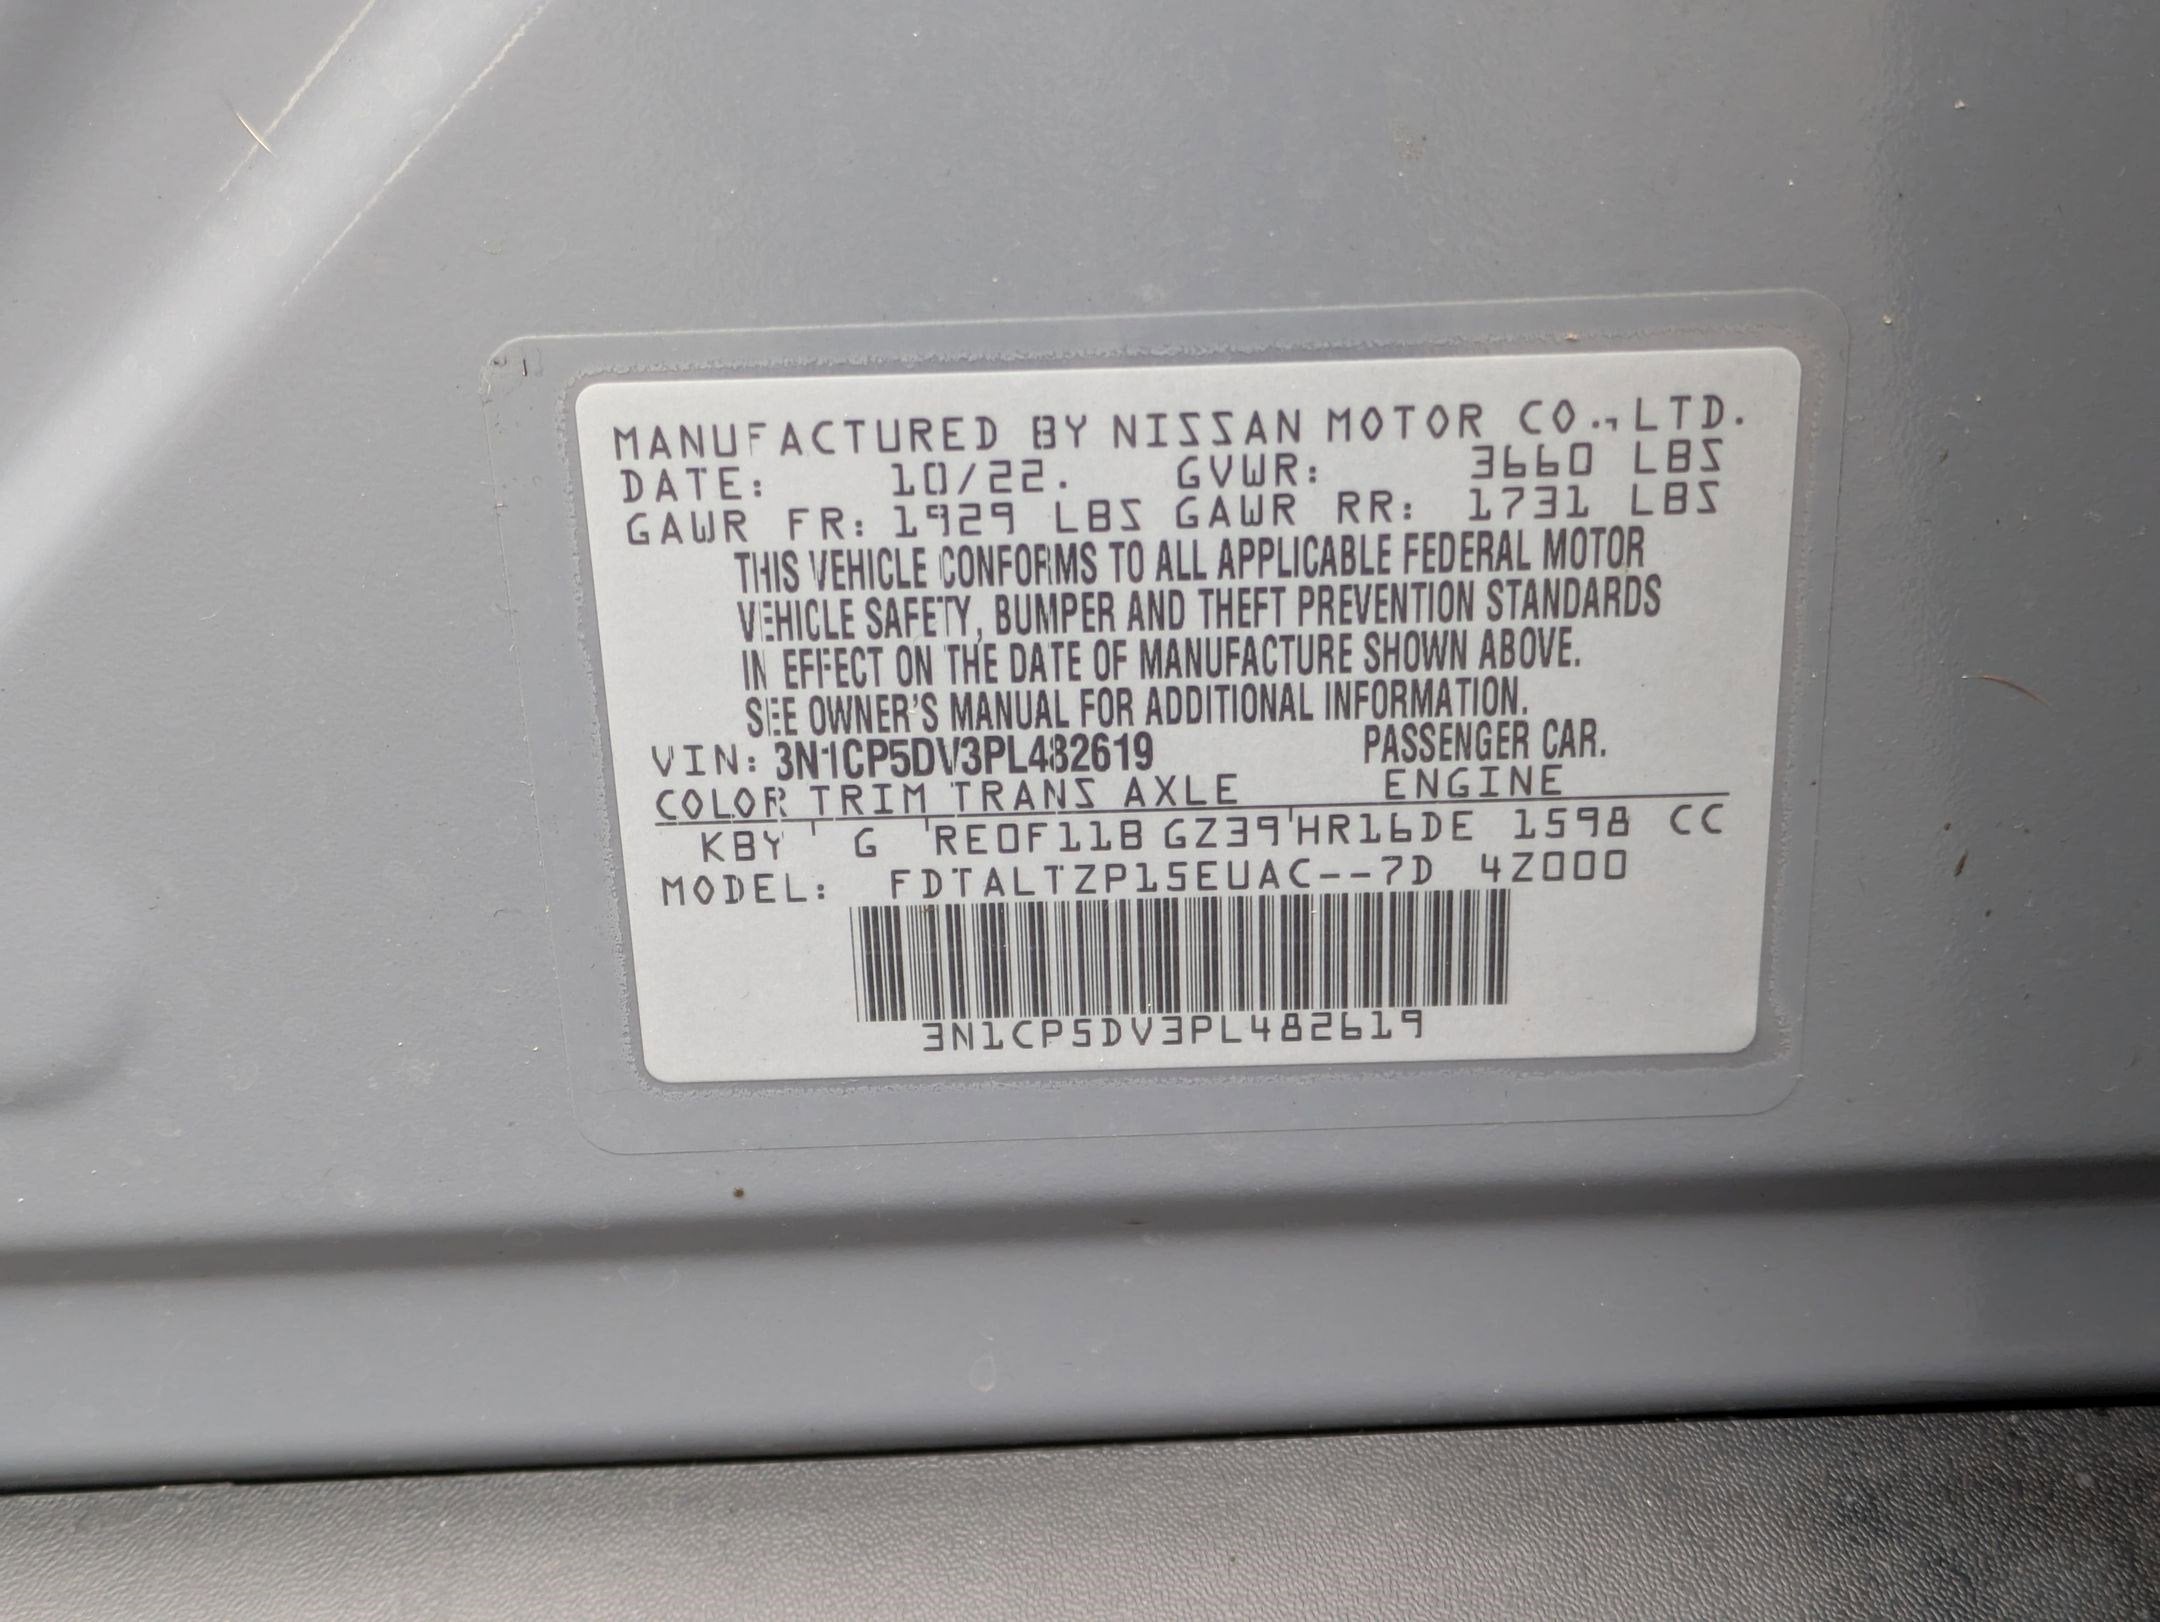 MANUFACTURED BY NISSAN MOTOR CO.,LTD.
DATE: 10/22. GVWR: 3660 LBS
GAWR FR: 1929 LBS GAWR RR: 1731 LBS
THIS VEHICLE CONFORMS TO ALL APPLICABLE FEDERAL MOTOR
VEHICLE SAFETY, BUMPER AND THEFT PREVENTION STANDARDS
IN EFFECT ON THE DATE OF MANUFACTURE SHOWN ABOVE.
SEE OWNER'S MANUAL FOR ADDITIONAL INFORMATION.
VIN: 3N1CP5DV3PL482619 PASSENGER CAR.
COLOR TRIM TRANS AXLE ENGINE
KBY G RE0F11B GZ39 HR16DE 1598 CC
MODEL: FDTALTZP15EUAC--7D 4Z000
3N1CP5DV3PL482619